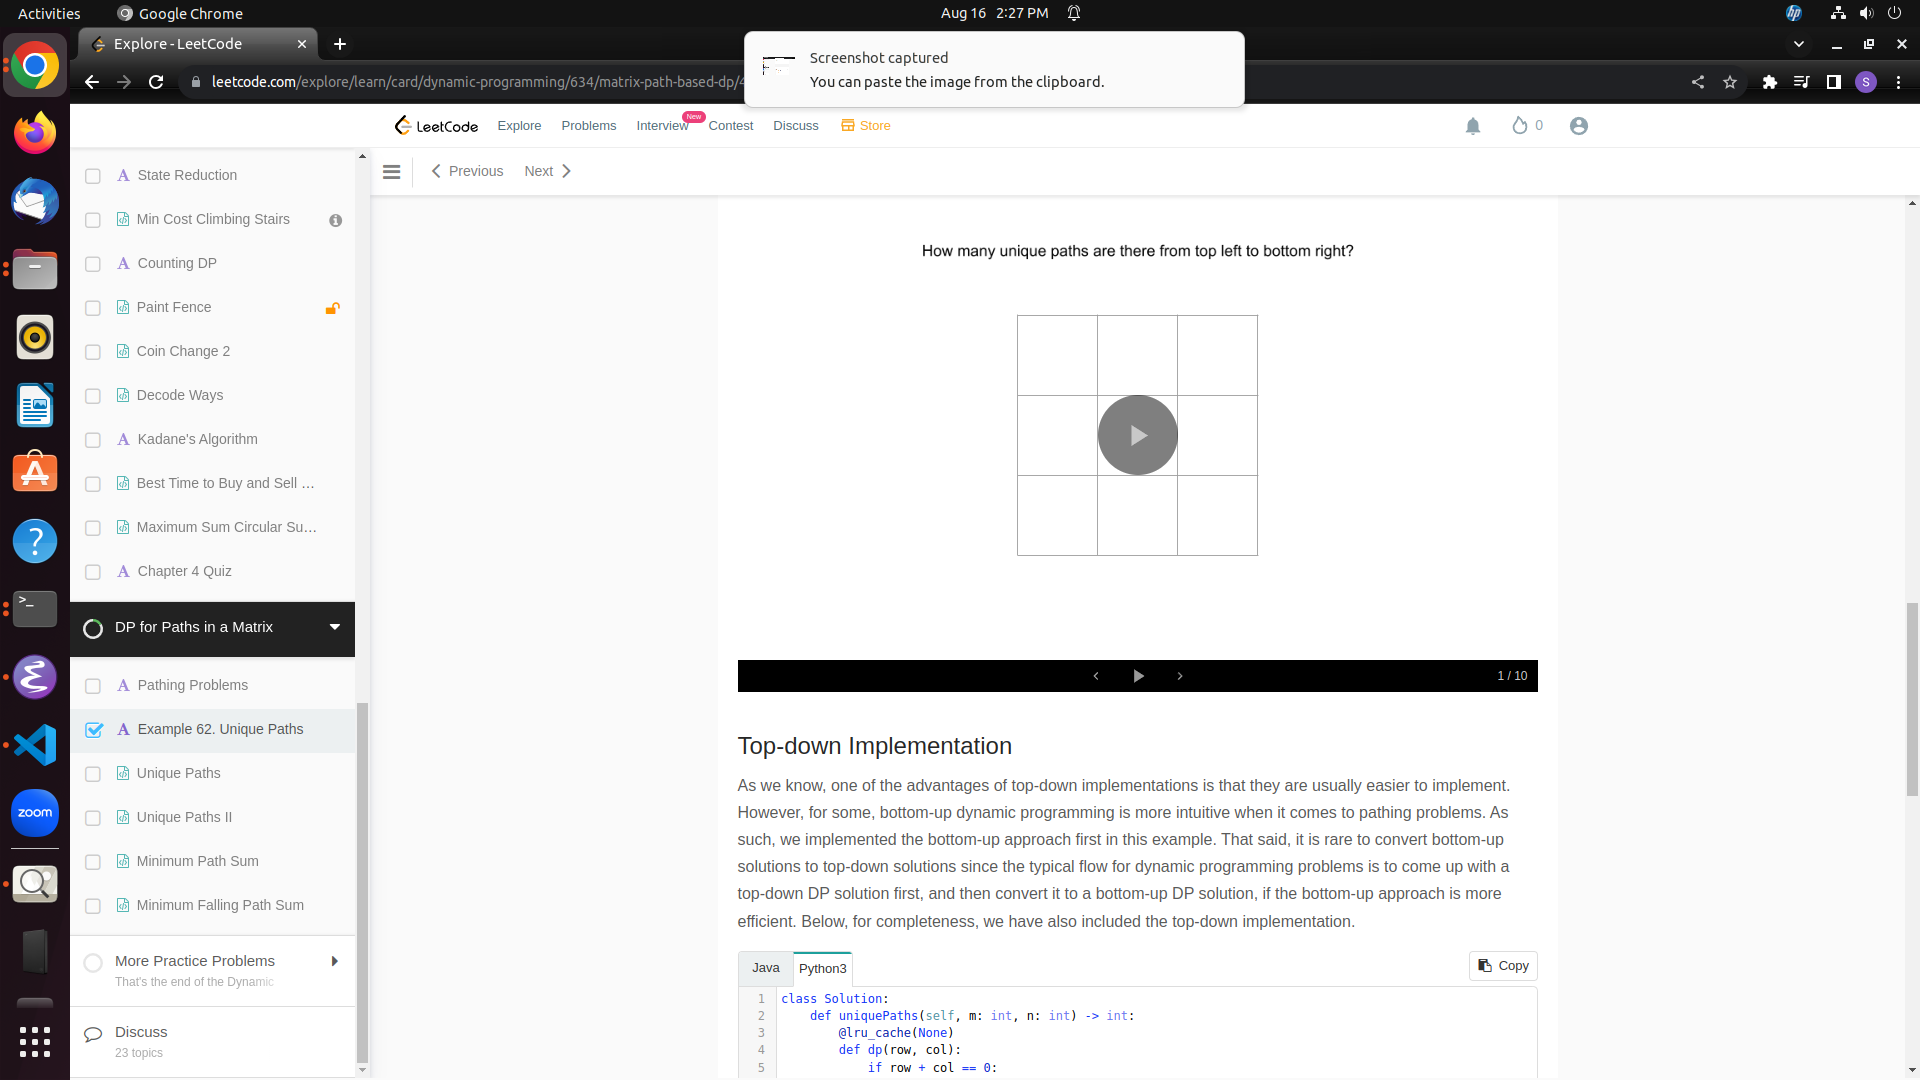 Activities
Google Chrome
Aug 16 2:27 PM
Explore - LeetCode
leetcode.com/explore/learn/card/dynamic-programming/634/matrix-path-based-dp/4
S
Screenshot captured
You can paste the image from the clipboard.
LeetCode
Explore
Problems
Interview
New
Contest
Discuss
Store
0
Previous
Next
State Reduction
Min Cost Climbing Stairs
Counting DP
Paint Fence
Coin Change 2
Decode Ways
Kadane's Algorithm
Best Time to Buy and Sell ...
Maximum Sum Circular Su...
Chapter 4 Quiz
DP for Paths in a Matrix
Pathing Problems
Example 62. Unique Paths
Unique Paths
Unique Paths II
Minimum Path Sum
Minimum Falling Path Sum
More Practice Problems
That's the end of the Dynamic
Discuss
23 topics
zoom
How many unique paths are there from top left to bottom right?
1 / 10
Top-down Implementation
As we know, one of the advantages of top-down implementations is that they are usually easier to implement.
However, for some, bottom-up dynamic programming is more intuitive when it comes to pathing problems. As
such, we implemented the bottom-up approach first in this example. That said, it is rare to convert bottom-up
solutions to top-down solutions since the typical flow for dynamic programming problems is to come up with a
top-down DP solution first, and then convert it to a bottom-up DP solution, if the bottom-up approach is more
efficient. Below, for completeness, we have also included the top-down implementation.
Java
Python3
Copy
1 class Solution:
2 def uniquePaths(self, m: int, n: int) -> int:
3 @lru_cache(None)
4 def dp(row, col):
5 if row + col == 0: